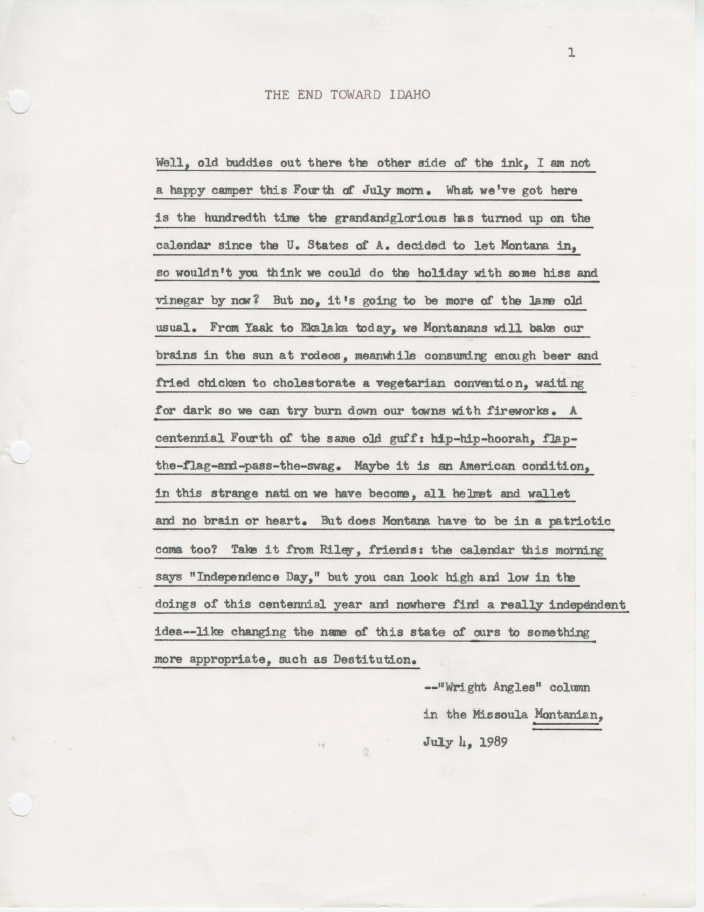 1
THE END TOWARD IDAHO
Well, old buddies out there the other side of the ink, I am not
a happy camper this Fourth of July morn. What we've got here
is the hundredth time the grandandglorious has turned up on the
calendar since the U. States of A. decided to let Montana in,
so wouldn't you think we could do the holiday with some hiss and
vinegar by now? But no, it's going to be more of the lame old
usual. From Yaak to Ekalaka today, we Montanans will bake our
brains in the sun at rodeos, meanwhile consuming enough beer and
fried chicken to cholestorate a vegetarian convention, waiting
for dark so we can try burn down our towns with fireworks. A
centennial Fourth of the same old guff: hip-hip-hoorah, flap-
the-flag-and-pass-the-swag. Maybe it is an American condition,
in this strange nation we have become, all helmet and wallet
and no brain or heart. But does Montana have to be in a patriotic
coma too? Take it from Riley, friends: the calendar this morning
says "Independence Day," but you can look high and low in the
doings of this centennial year and nowhere find a really independent
idea--like changing the name of this state of ours to something
more appropriate, such as Destitution.
--"Wright Angles" column
in the Missoula Montanian,
July 4, 1989